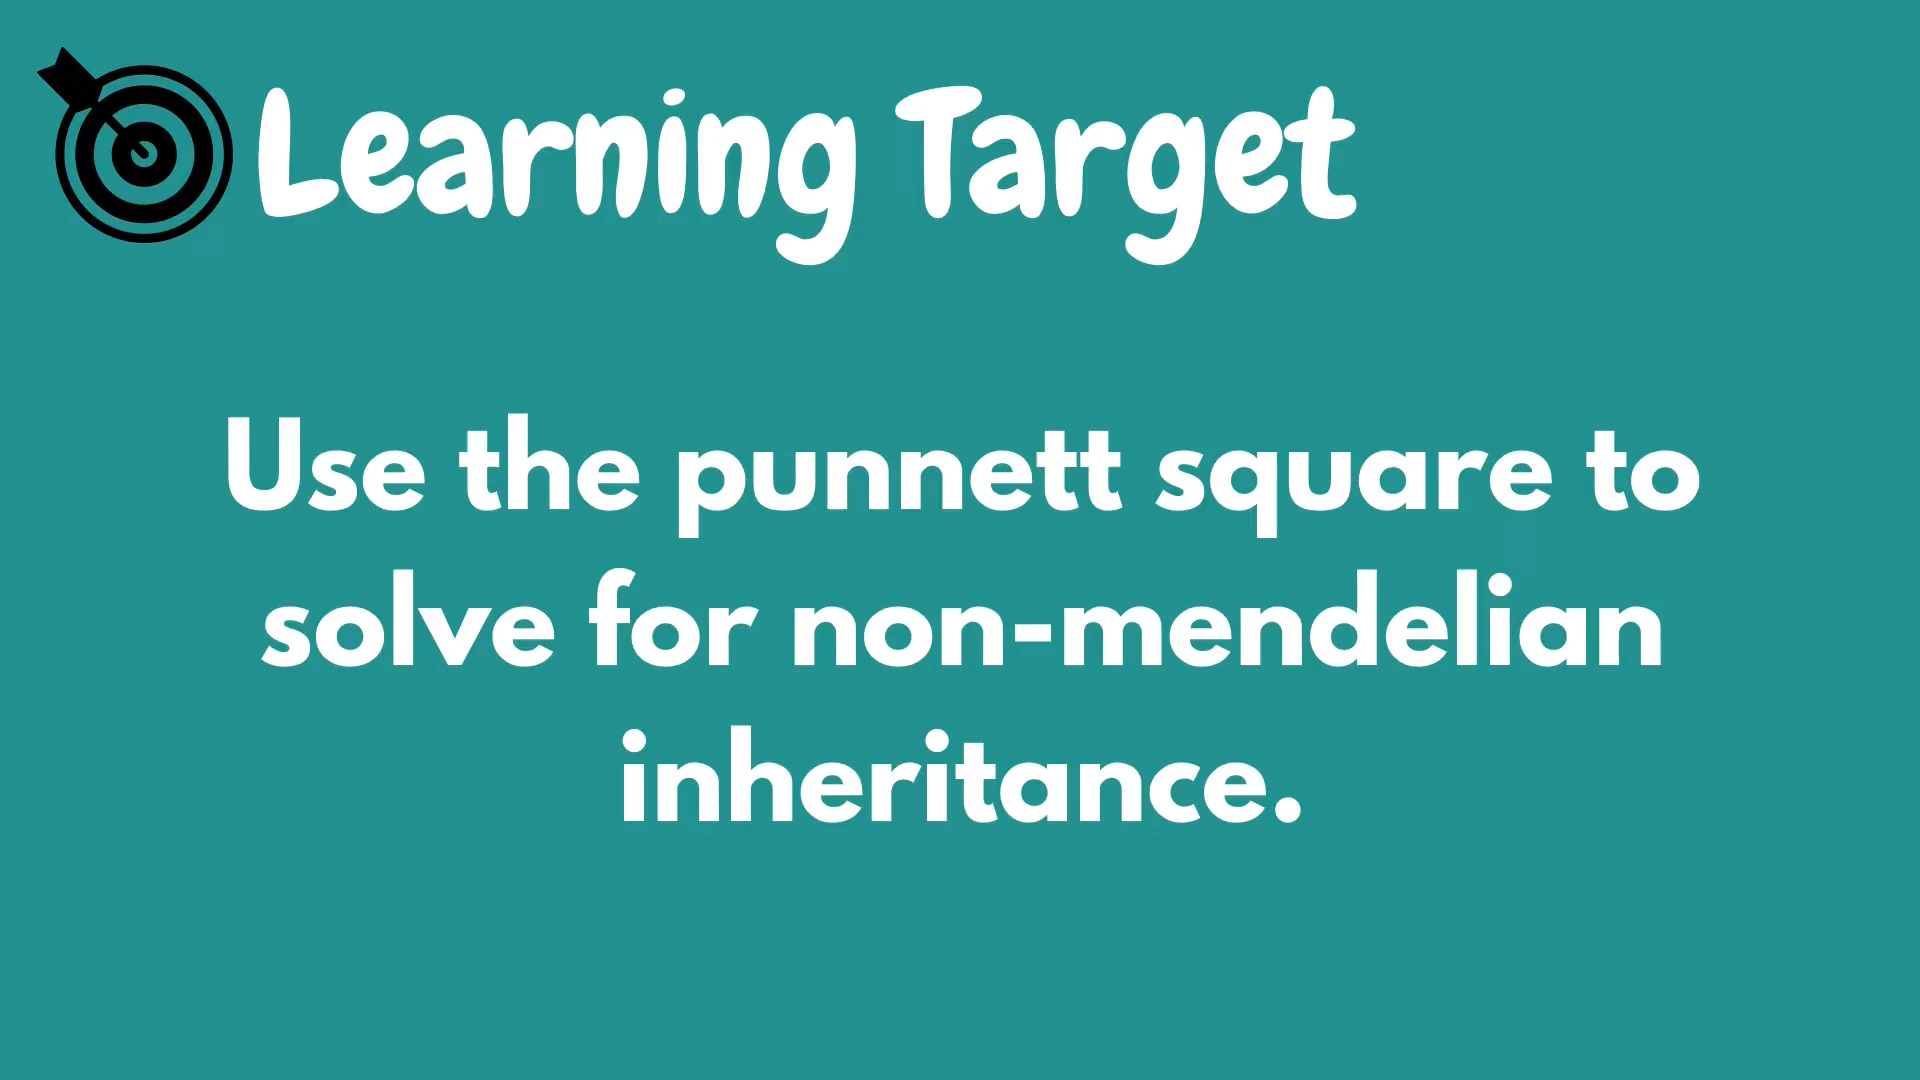 Learning Target
Use the punnett square to
solve for non-mendelian
inheritance.